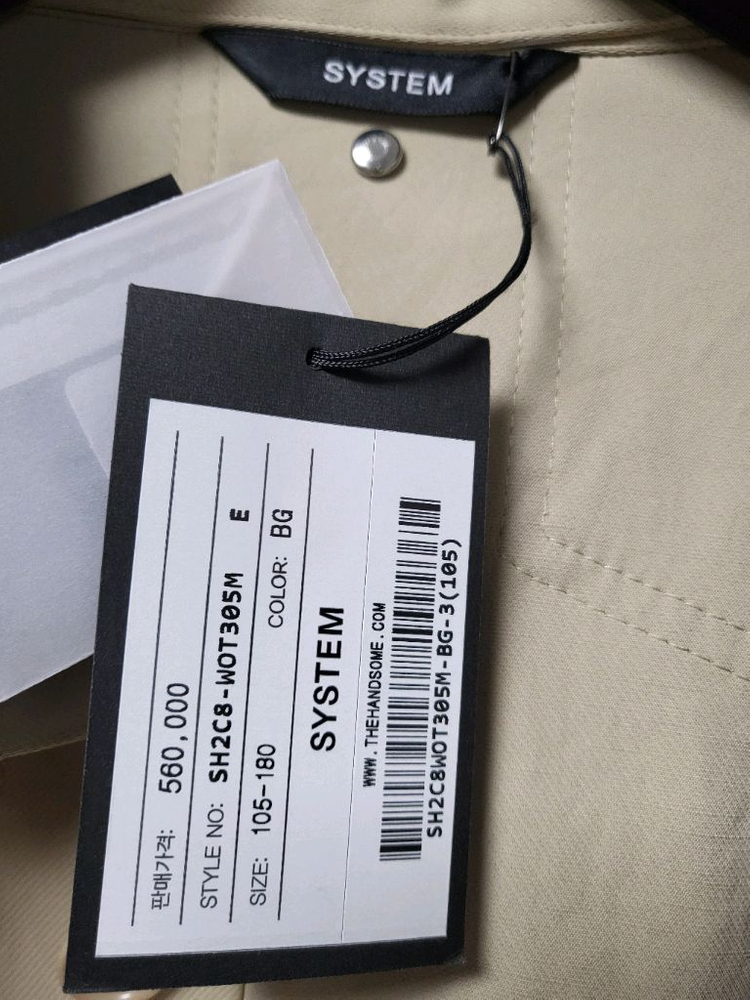 SYSTEM
판매가격: 560,000
STYLE NO: SH2C8-WOT305M E
SIZE: 105-180 COLOR: BG
SYSTEM
WWW.THEHANDSOME.COM
SH2C8WOT305M-BG-3(105)